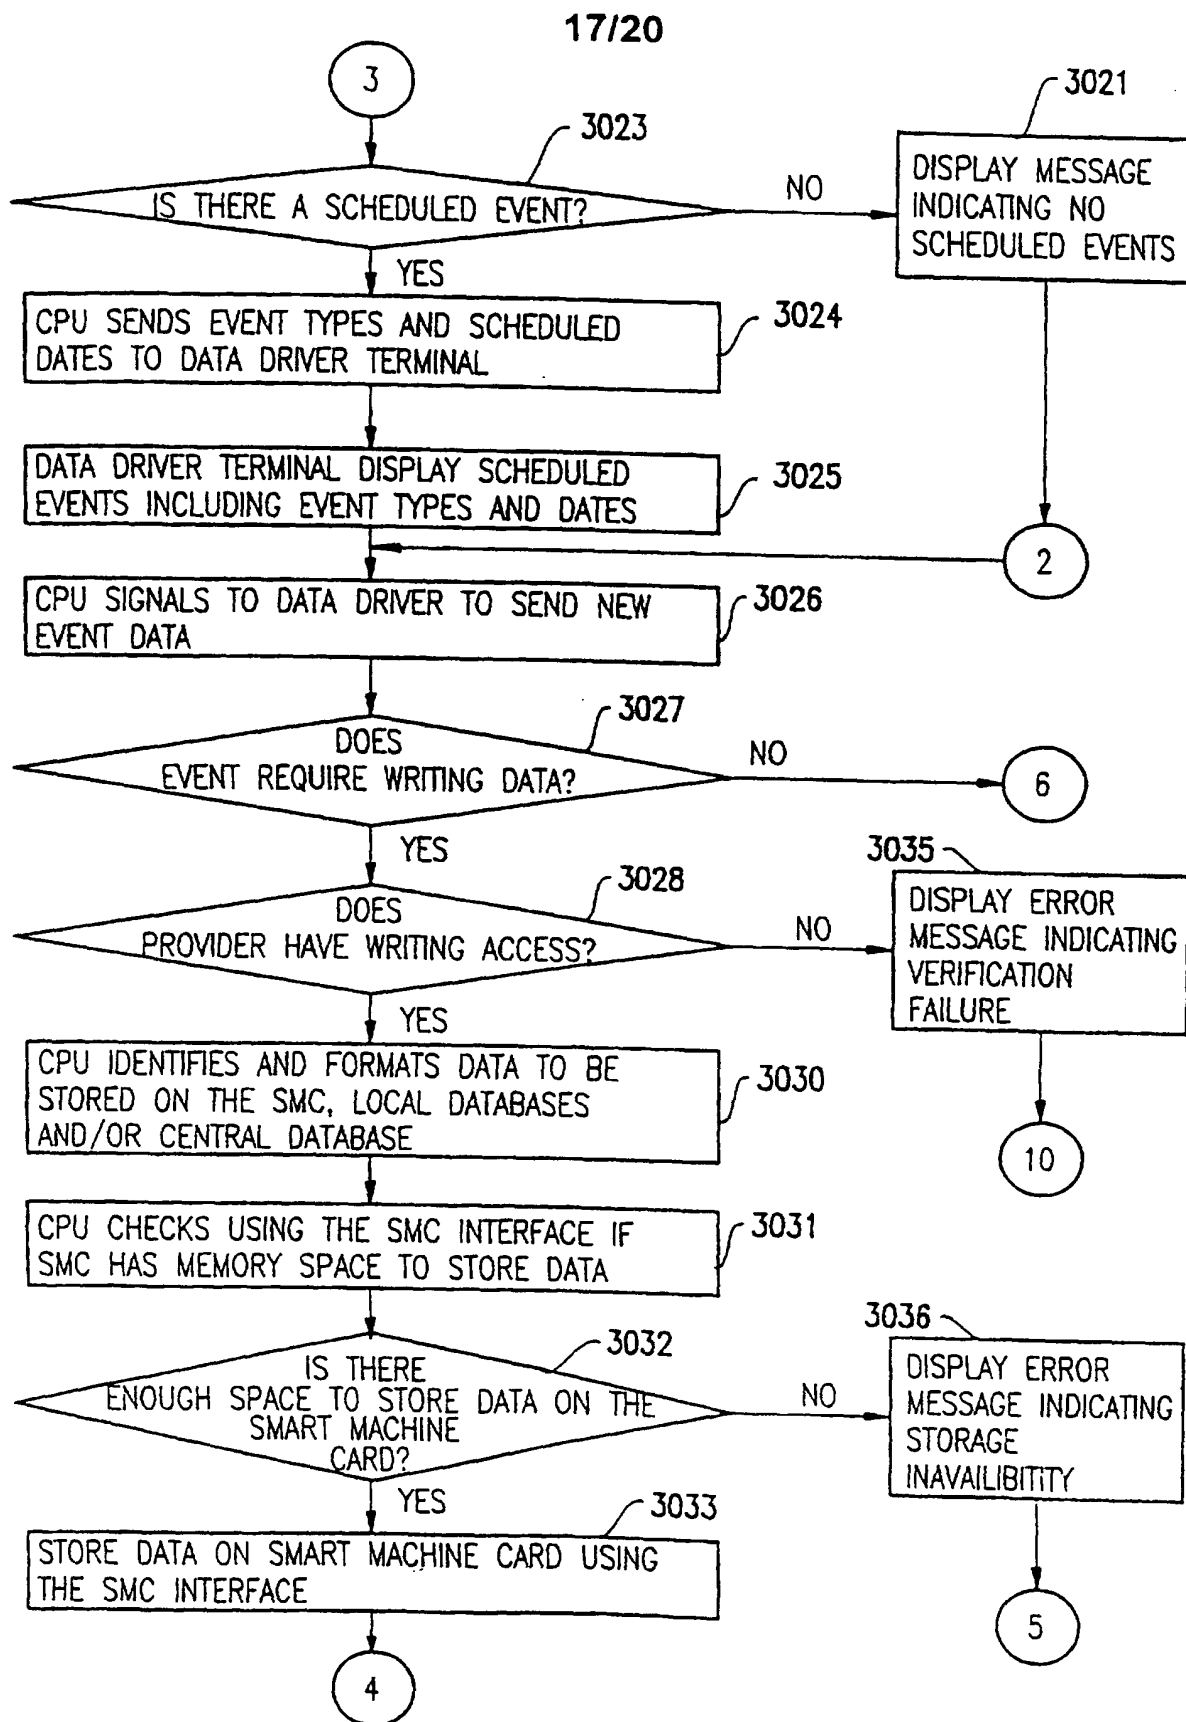 17/20
3
3023
IS THERE A SCHEDULED EVENT?
NO
3021
DISPLAY MESSAGE
INDICATING NO
SCHEDULED EVENTS
YES
CPU SENDS EVENT TYPES AND SCHEDULED
DATES TO DATA DRIVER TERMINAL
3024
DATA DRIVER TERMINAL DISPLAY SCHEDULED
EVENTS INCLUDING EVENT TYPES AND DATES
3025
2
CPU SIGNALS TO DATA DRIVER TO SEND NEW
EVENT DATA
3026
3027
DOES
EVENT REQUIRE WRITING DATA?
NO
6
YES
3028
DOES
PROVIDER HAVE WRITING ACCESS?
NO
3035
DISPLAY ERROR
MESSAGE INDICATING
VERIFICATION
FAILURE
10
YES
CPU IDENTIFIES AND FORMATS DATA TO BE
STORED ON THE SMC, LOCAL DATABASES
AND/OR CENTRAL DATABASE
3030
CPU CHECKS USING THE SMC INTERFACE IF
SMC HAS MEMORY SPACE TO STORE DATA
3031
3032
IS THERE
ENOUGH SPACE TO STORE DATA ON THE
SMART MACHINE
CARD?
NO
3036
DISPLAY ERROR
MESSAGE INDICATING
STORAGE
INAVAILIBITITY
5
YES
3033
STORE DATA ON SMART MACHINE CARD USING
THE SMC INTERFACE
4